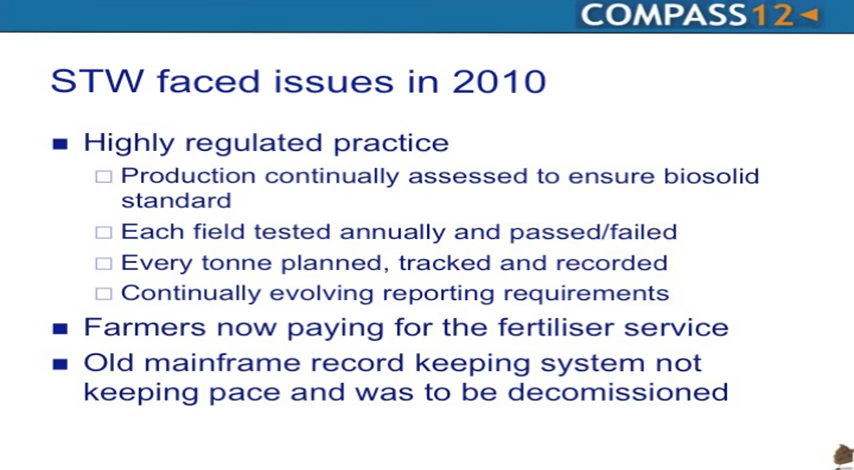 COMPASS12
STW faced issues in 2010
Highly regulated practice
Production continually assessed to ensure biosolid
standard
Each field tested annually and passed/failed
Every tonne planned, tracked and recorded
Continually evolving reporting requirements
Farmers now paying for the fertiliser service
Old mainframe record keeping system not
keeping pace and was to be decomissioned